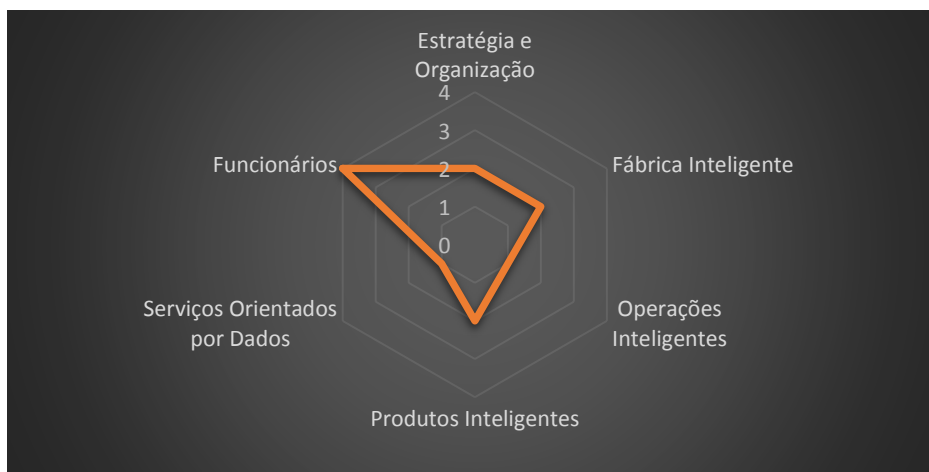 Estratégia e
Organização
4
3
2
1
0
Fábrica Inteligente
Operações
Inteligentes
Produtos Inteligentes
Serviços Orientados
por Dados
Funcionários